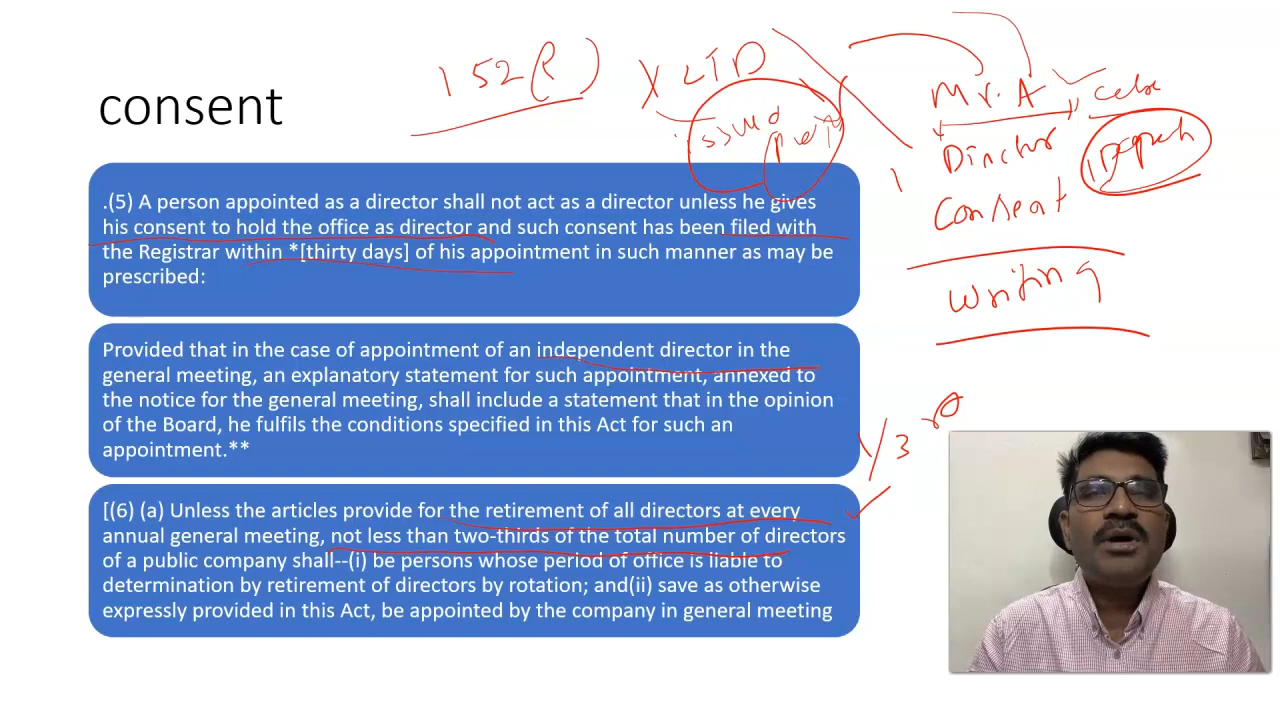 152( )
X LTD
issued
Mr. A
Director
Consent
Writing
consent
.(5) A person appointed as a director shall not act as a director unless he gives
his consent to hold the office as director and such consent has been filed with
the Registrar within *[thirty days] of his appointment in such manner as may be
prescribed:
Provided that in the case of appointment of an independent director in the
general meeting, an explanatory statement for such appointment, annexed to
the notice for the general meeting, shall include a statement that in the opinion
of the Board, he fulfils the conditions specified in this Act for such an
appointment.**
1/3
[(6) (a) Unless the articles provide for the retirement of all directors at every
annual general meeting, not less than two-thirds of the total number of directors
of a public company shall--(i) be persons whose period of office is liable to
determination by retirement of directors by rotation; and(ii) save as otherwise
expressly provided in this Act, be appointed by the company in general meeting